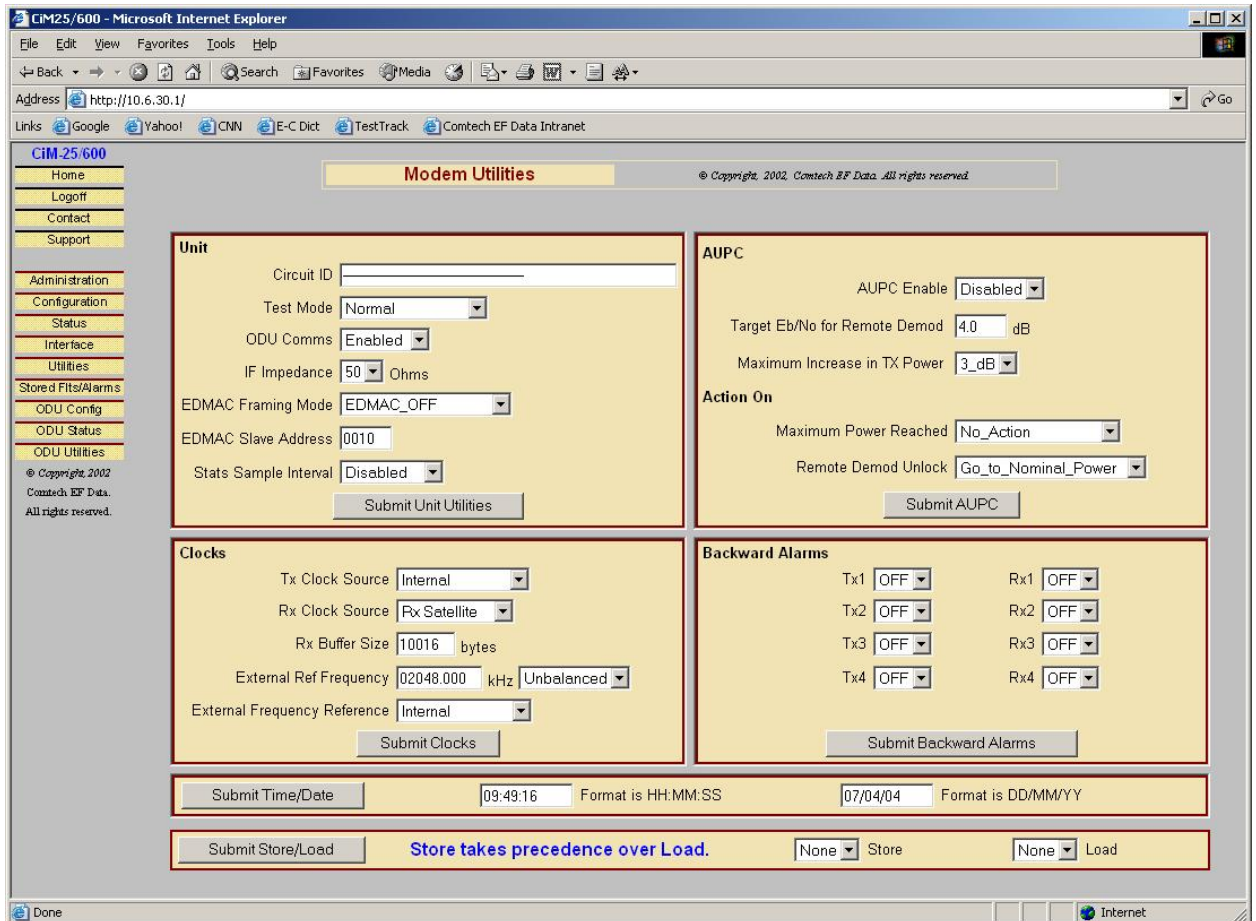 CiM25/600 - Microsoft Internet Explorer
File Edit View Favorites Tools Help
Back Search Favorites Media
Address http://10.6.30.1/ Go
Links Google Yahoo! CNN E-C Dict TestTrack Comtech EF Data Intranet
CiM-25/600
Home
Logoff
Contact
Support
Administration
Configuration
Status
Interface
Utilities
Stored Flts/Alarms
ODU Config
ODU Status
ODU Utilities
© Copyright, 2002
Comtech EF Data.
All rights reserved.
Modem Utilities
© Copyright, 2002, Comtech EF Data. All rights reserved.
Unit
Circuit ID
Test Mode Normal
ODU Comms Enabled
IF Impedance 50 Ohms
EDMAC Framing Mode EDMAC_OFF
EDMAC Slave Address 0010
Stats Sample Interval Disabled
Submit Unit Utilities
AUPC
AUPC Enable Disabled
Target Eb/No for Remote Demod 4.0 dB
Maximum Increase in TX Power 3_dB
Action On
Maximum Power Reached No_Action
Remote Demod Unlock Go_to_Nominal_Power
Submit AUPC
Clocks
Tx Clock Source Internal
Rx Clock Source Rx Satellite
Rx Buffer Size 10016 bytes
External Ref Frequency 02048.000 kHz Unbalanced
External Frequency Reference Internal
Submit Clocks
Backward Alarms
Tx1 OFF Rx1 OFF
Tx2 OFF Rx2 OFF
Tx3 OFF Rx3 OFF
Tx4 OFF Rx4 OFF
Submit Backward Alarms
Submit Time/Date 09:49:16 Format is HH:MM:SS 07/04/04 Format is DD/MM/YY
Submit Store/Load Store takes precedence over Load. None Store None Load
Done Internet